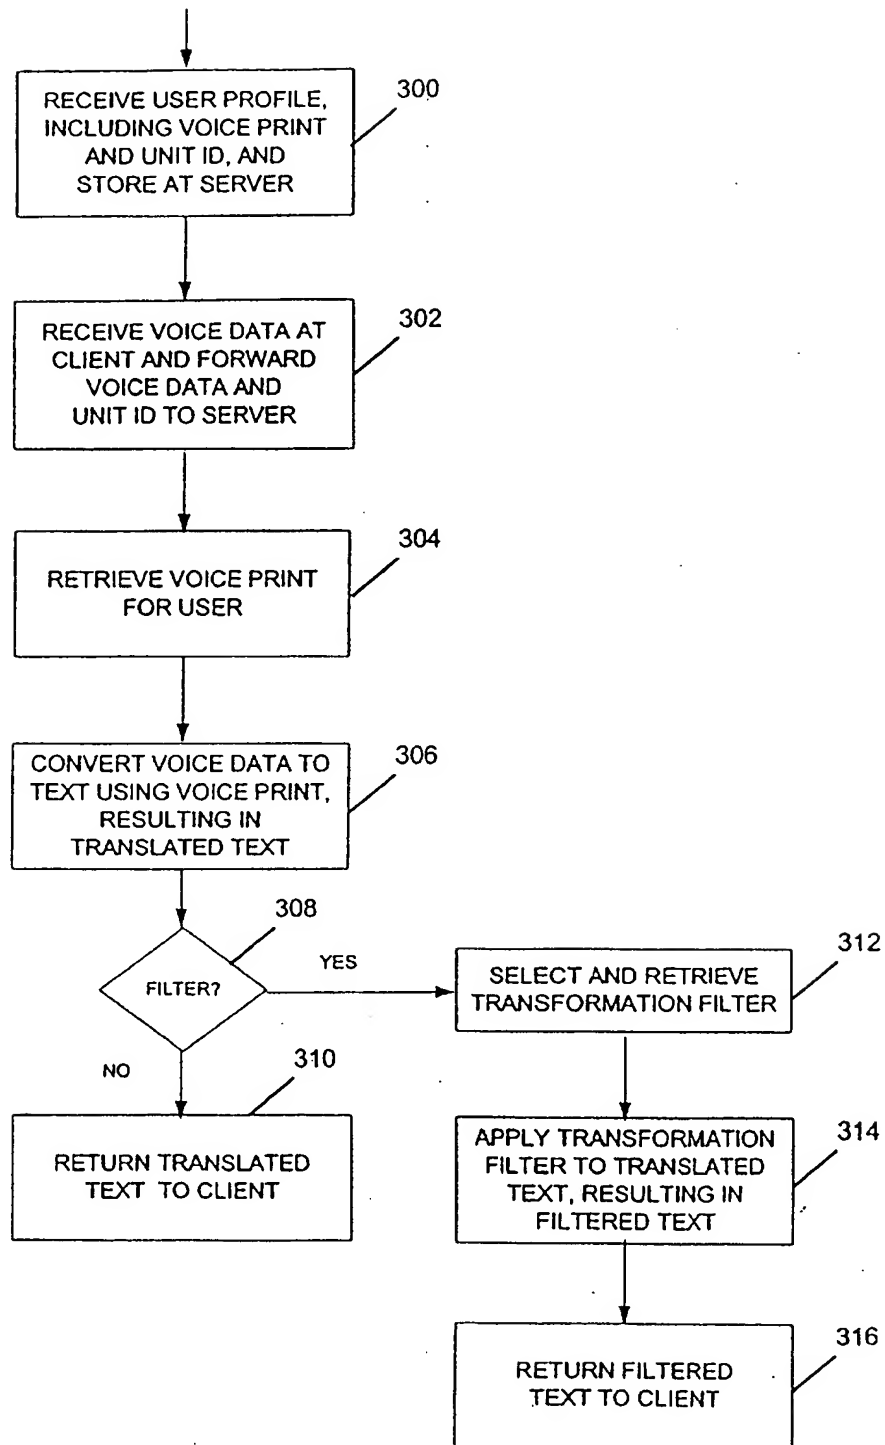 RECEIVE USER PROFILE,
INCLUDING VOICE PRINT
AND UNIT ID, AND
STORE AT SERVER
300
RECEIVE VOICE DATA AT
CLIENT AND FORWARD
VOICE DATA AND
UNIT ID TO SERVER
302
RETRIEVE VOICE PRINT
FOR USER
304
CONVERT VOICE DATA TO
TEXT USING VOICE PRINT,
RESULTING IN
TRANSLATED TEXT
306
FILTER?
308
YES
NO
RETURN TRANSLATED
TEXT TO CLIENT
310
SELECT AND RETRIEVE
TRANSFORMATION FILTER
312
APPLY TRANSFORMATION
FILTER TO TRANSLATED
TEXT, RESULTING IN
FILTERED TEXT
314
RETURN FILTERED
TEXT TO CLIENT
316